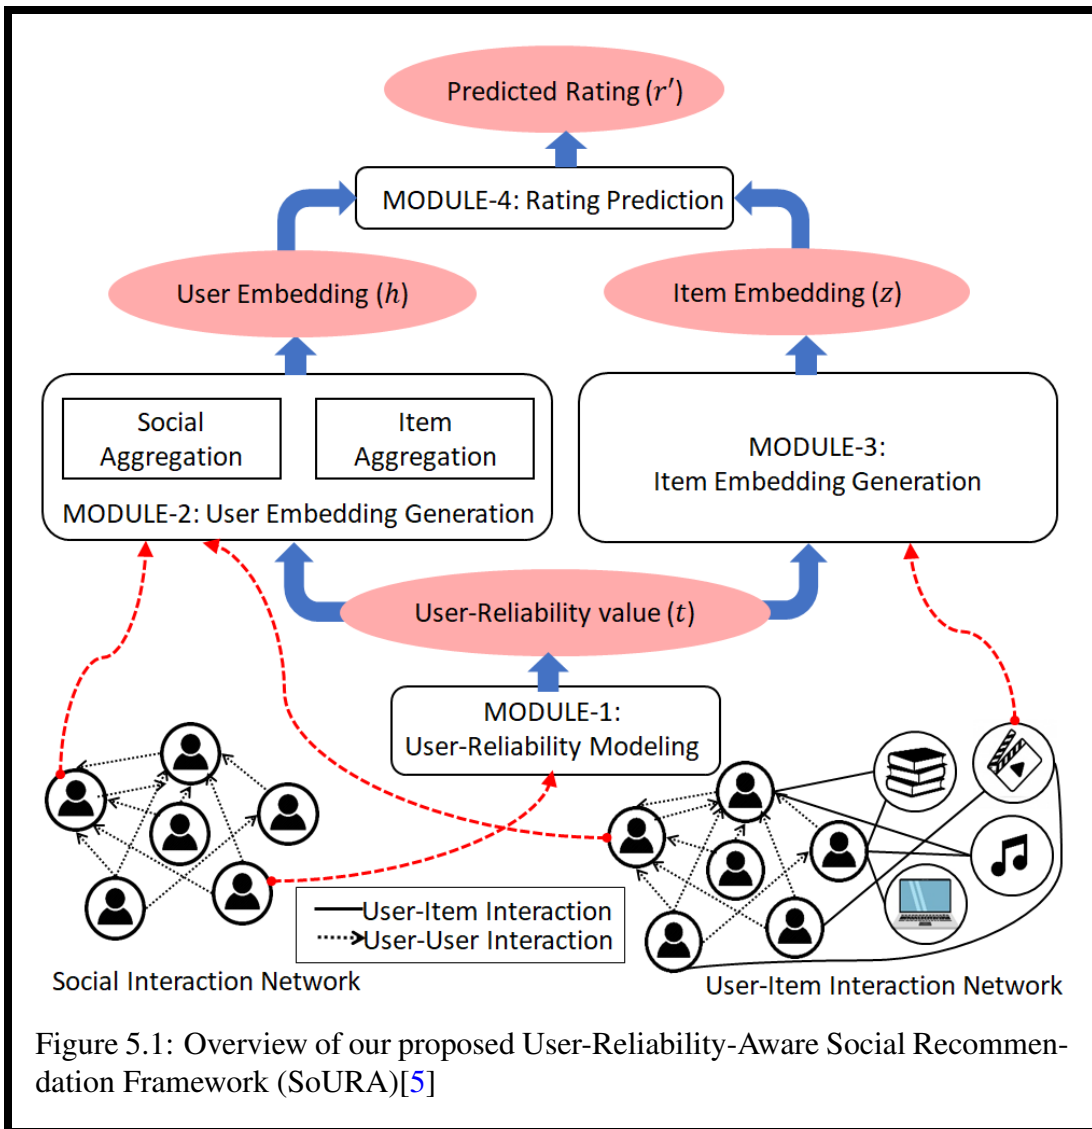 Predicted Rating (r′)
MODULE-4: Rating Prediction
User Embedding (h)
Item Embedding (z)
Social
Aggregation
Item
Aggregation
MODULE-2: User Embedding Generation
MODULE-3:
Item Embedding Generation
User-Reliability value (t)
MODULE-1:
User-Reliability Modeling
User-Item Interaction
User-User Interaction
Social Interaction Network
User-Item Interaction Network
Figure 5.1: Overview of our proposed User-Reliability-Aware Social Recommen-
dation Framework (SoURA)[5]